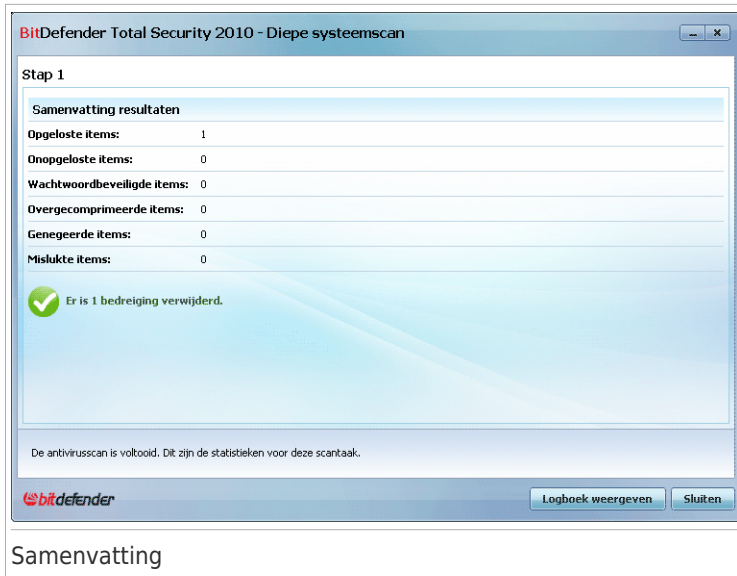 BitDefender Total Security 2010 - Diepe systeemscan
Stap 1
Samenvatting resultaten
Opgeloste items: 1
Onopgeloste items: 0
Wachtwoordbeveiligde items: 0
Overgecomprimeerde items: 0
Genegeerde items: 0
Mislukte items: 0
Er is 1 bedreiging verwijderd.
De antivirusscan is voltooid. Dit zijn de statistieken voor deze scantaak.
bitdefender
Logboek weergeven Sluiten
Samenvatting